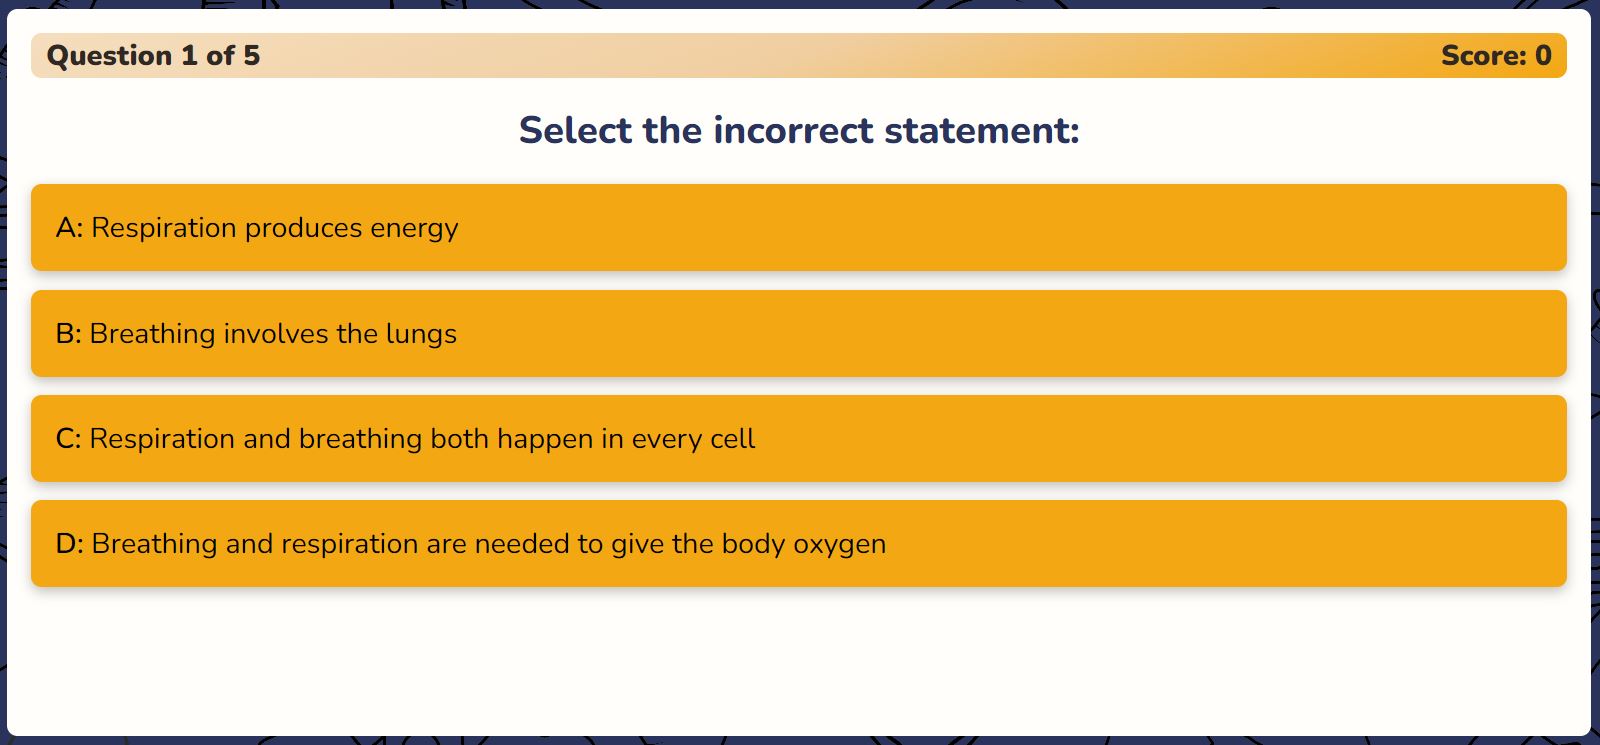 Question 1 of 5
Score: 0
Select the incorrect statement:
A: Respiration produces energy
B: Breathing involves the lungs
C: Respiration and breathing both happen in every cell
D: Breathing and respiration are needed to give the body oxygen